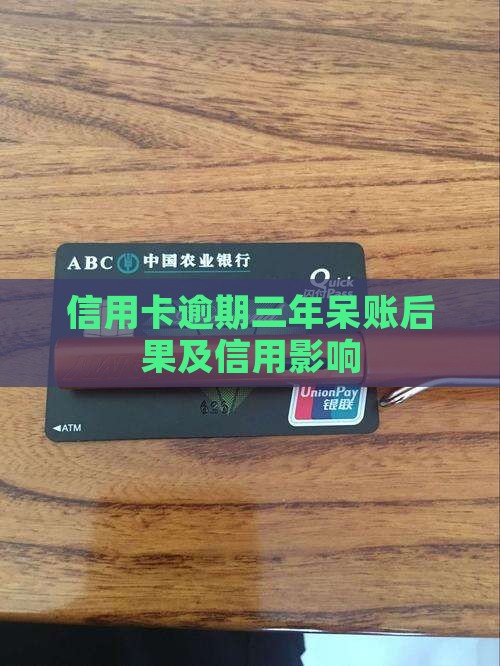 ABC 中国农业银行
Quick
Pass
信用卡逾期三年呆账后
果及信用影响
UnionPay
银联
◄ATM